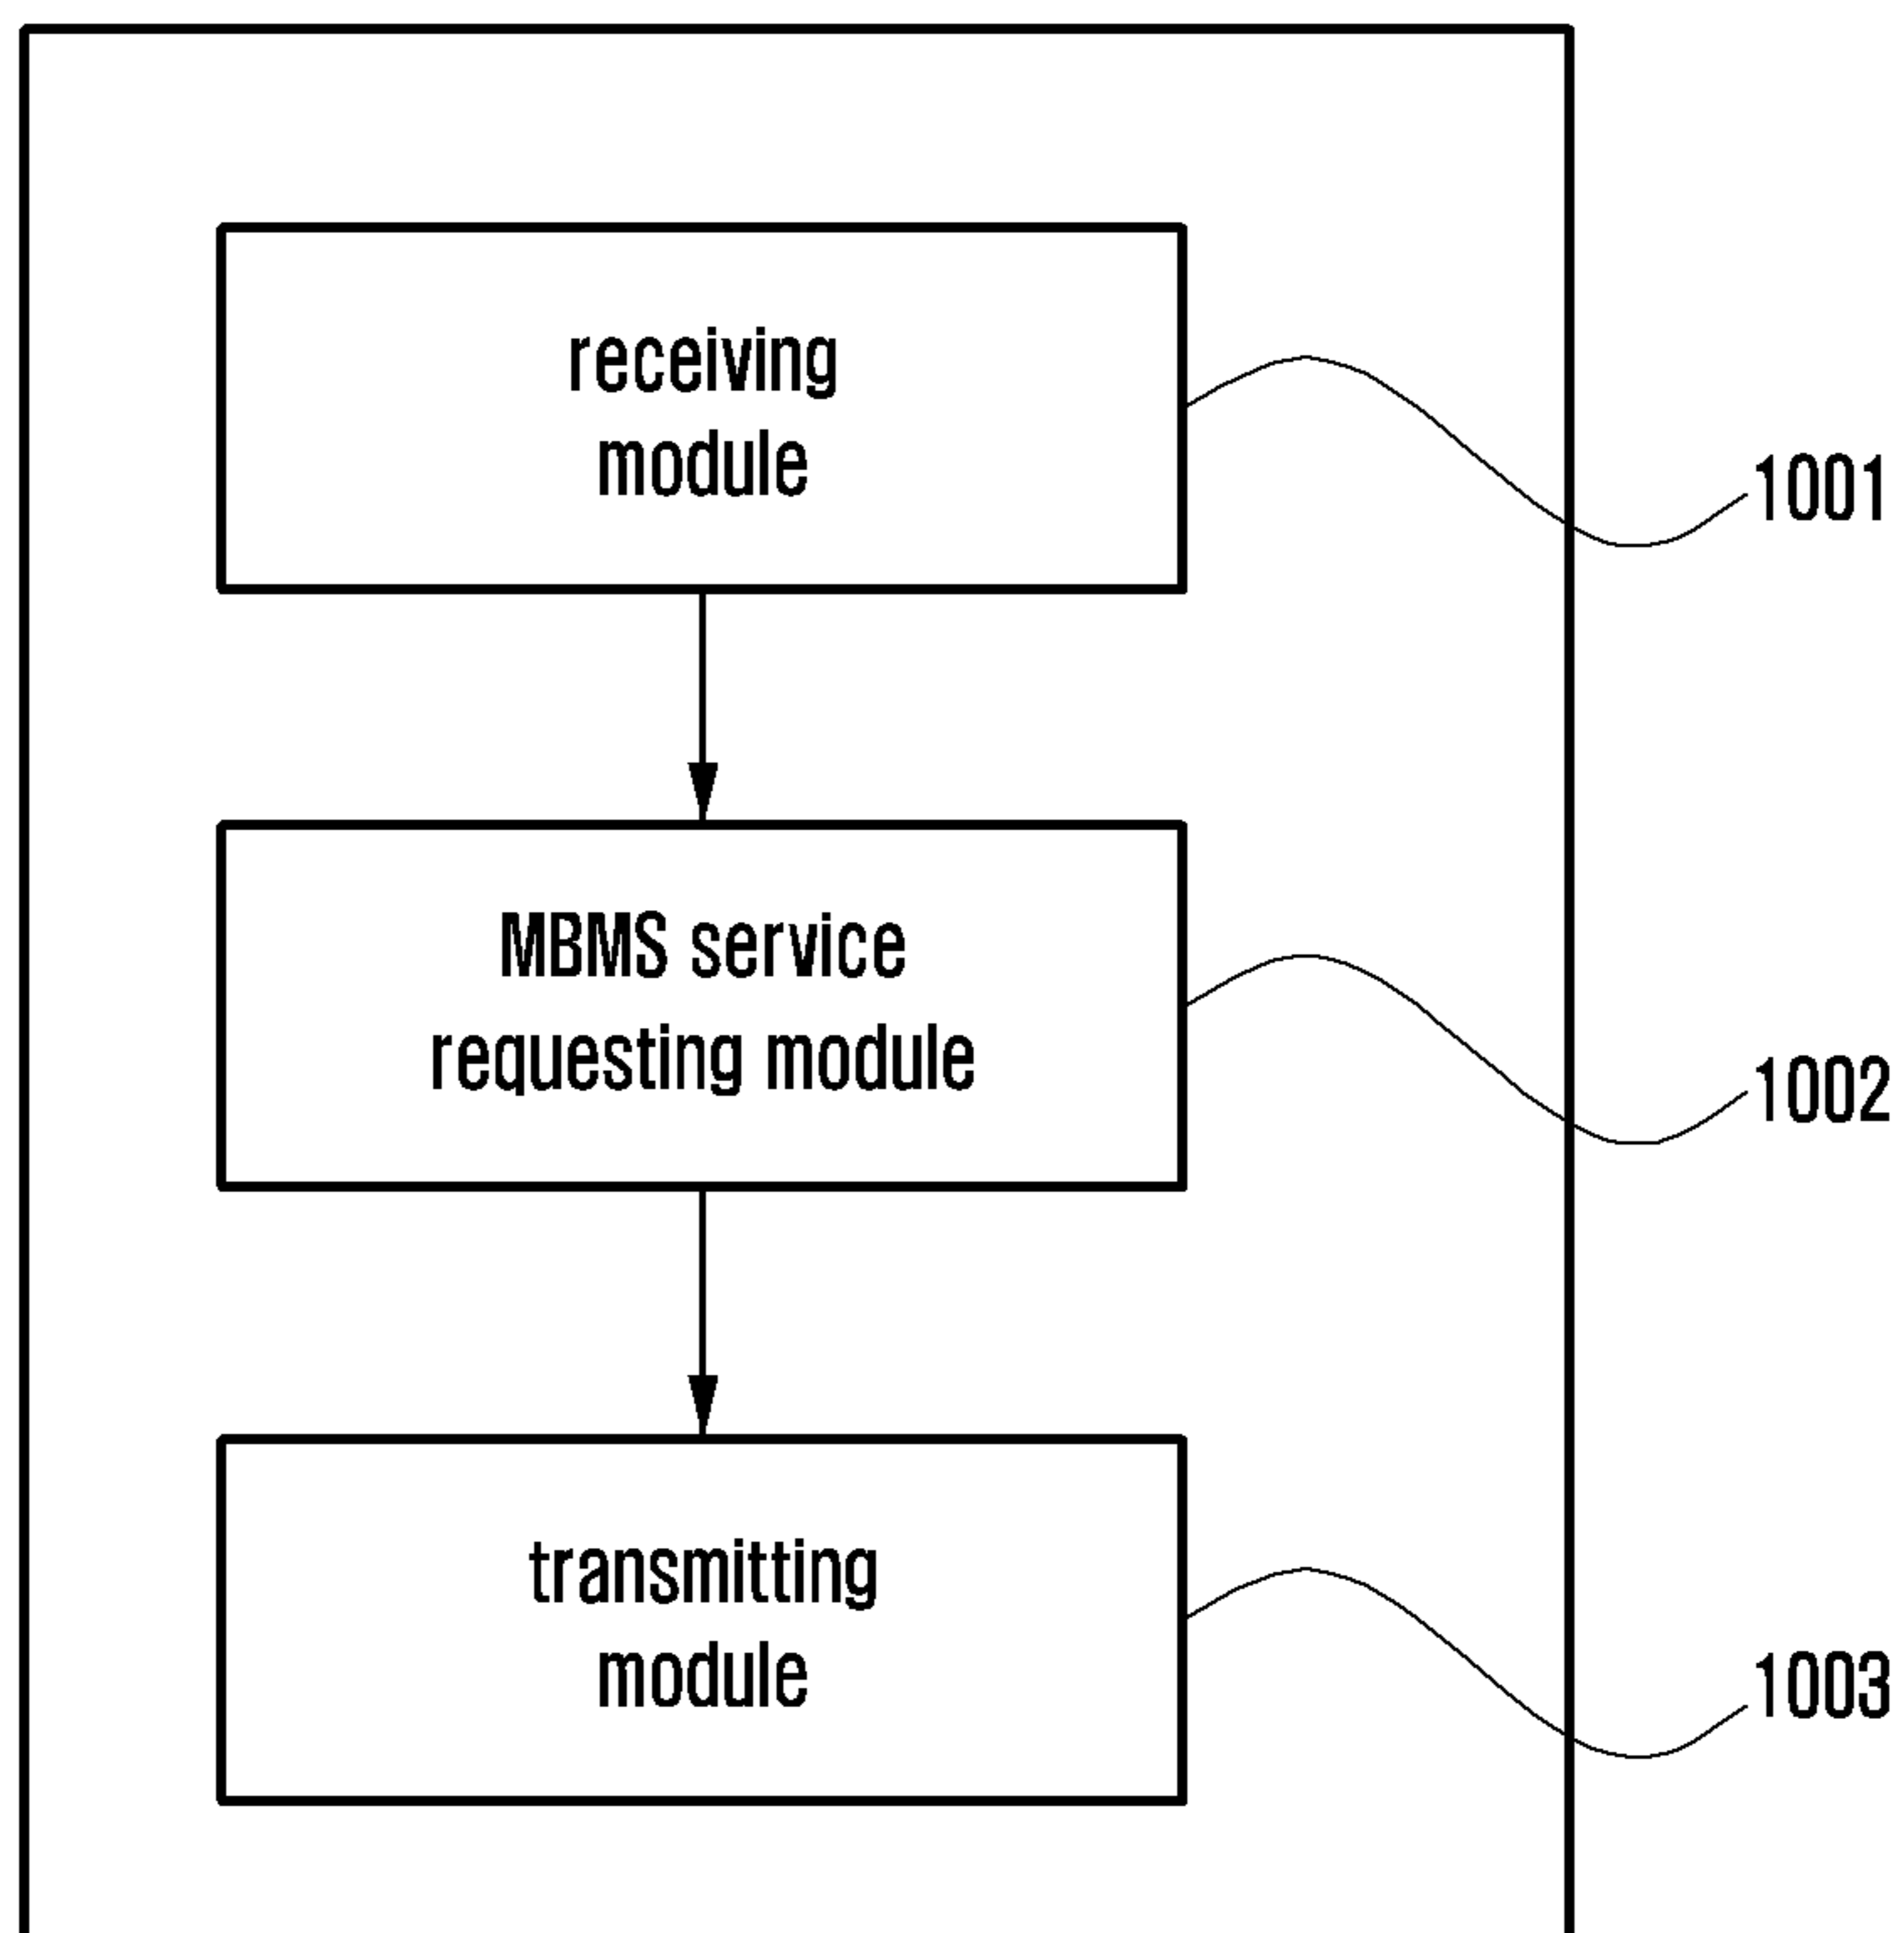 receiving
module
1001
MBMS service
requesting module
1002
transmitting
module
1003